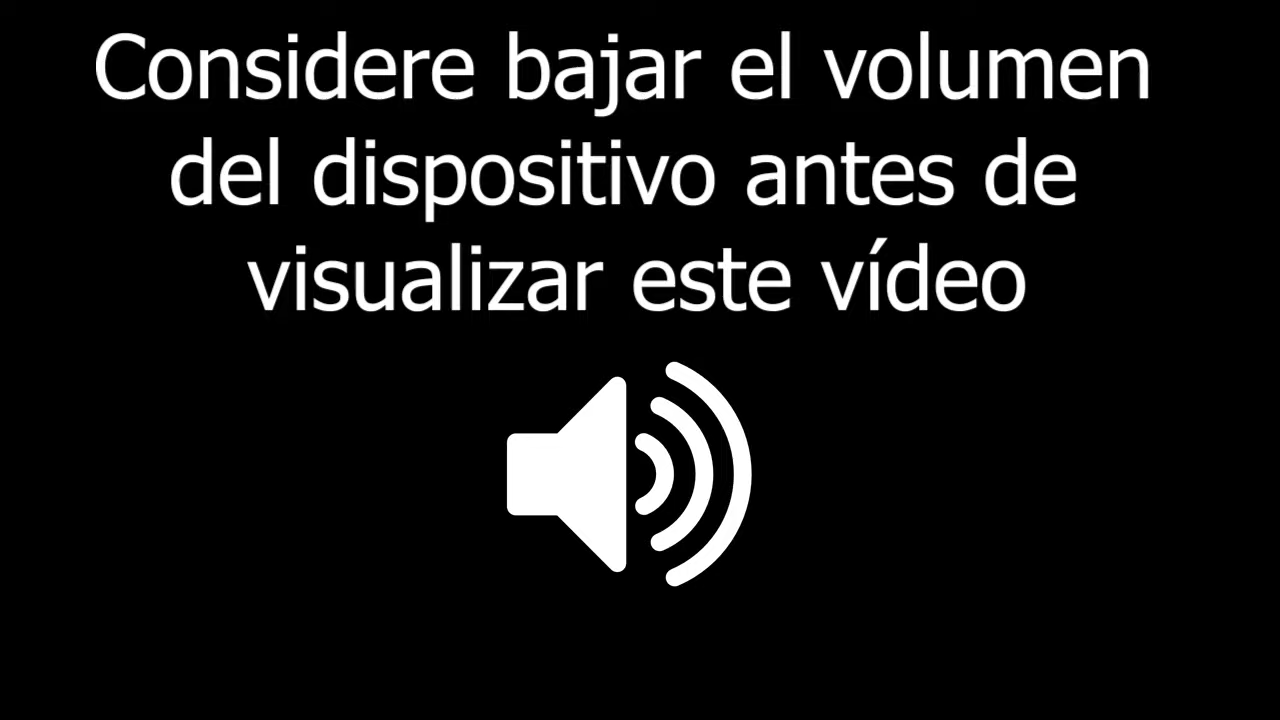 Considere bajar el volumen
del dispositivo antes de
visualizar este vídeo